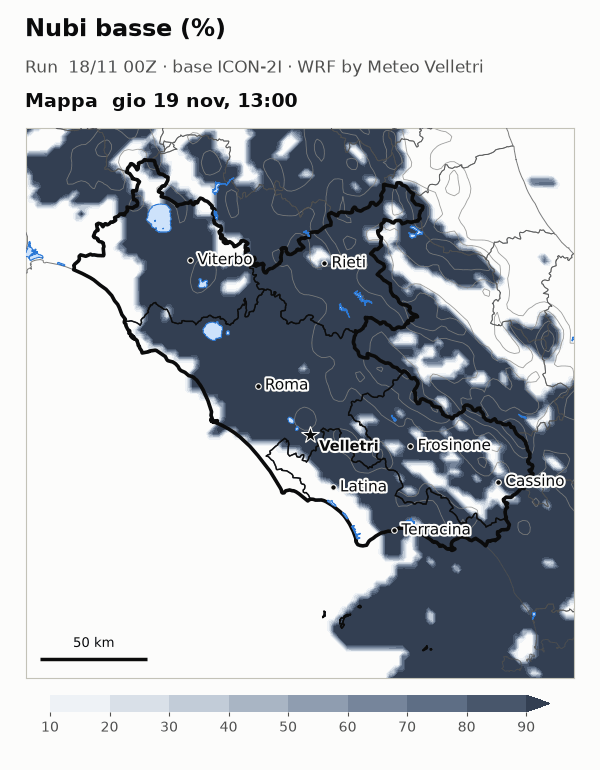 Nubi basse (%)
Run  18/11 00Z · base ICON-2I · WRF by Meteo Velletri
Mappa  gio 19 nov, 13:00
Viterbo
Rieti
Roma
Velletri
Frosinone
Cassino
Latina
Terracina
50 km
10 20 30 40 50 60 70 80 90